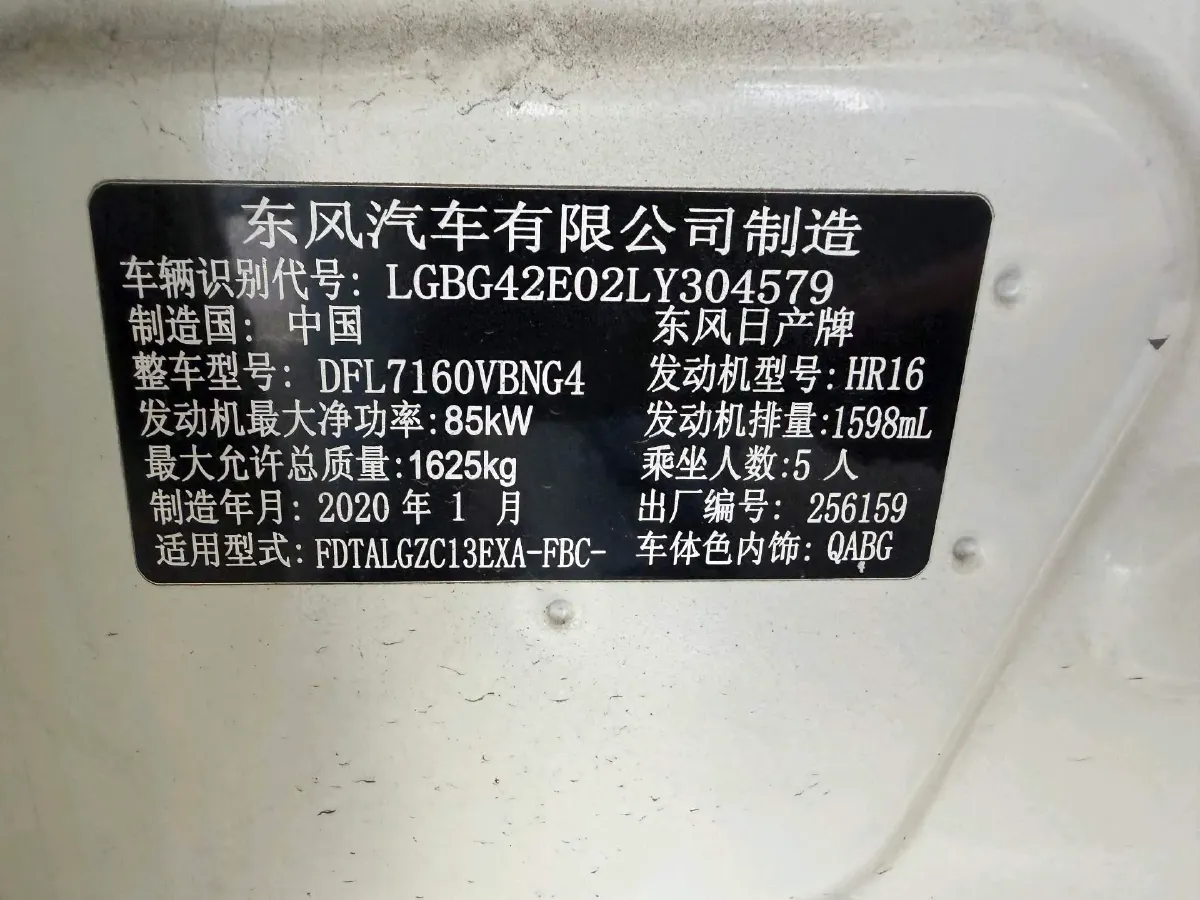 东风汽车有限公司制造
车辆识别代号: LGBG42E02LY304579
制造国: 中国 东风日产牌
整车型号: DFL7160VBNG4 发动机型号: HR16
发动机最大净功率:85kW 发动机排量:1598mL
最大允许总质量:1625kg 乘坐人数:5 人
制造年月: 2020 年 1 月 出厂编号: 256159
适用型式: FDTALGZC13EXA-FBC- 车体色内饰: QABG